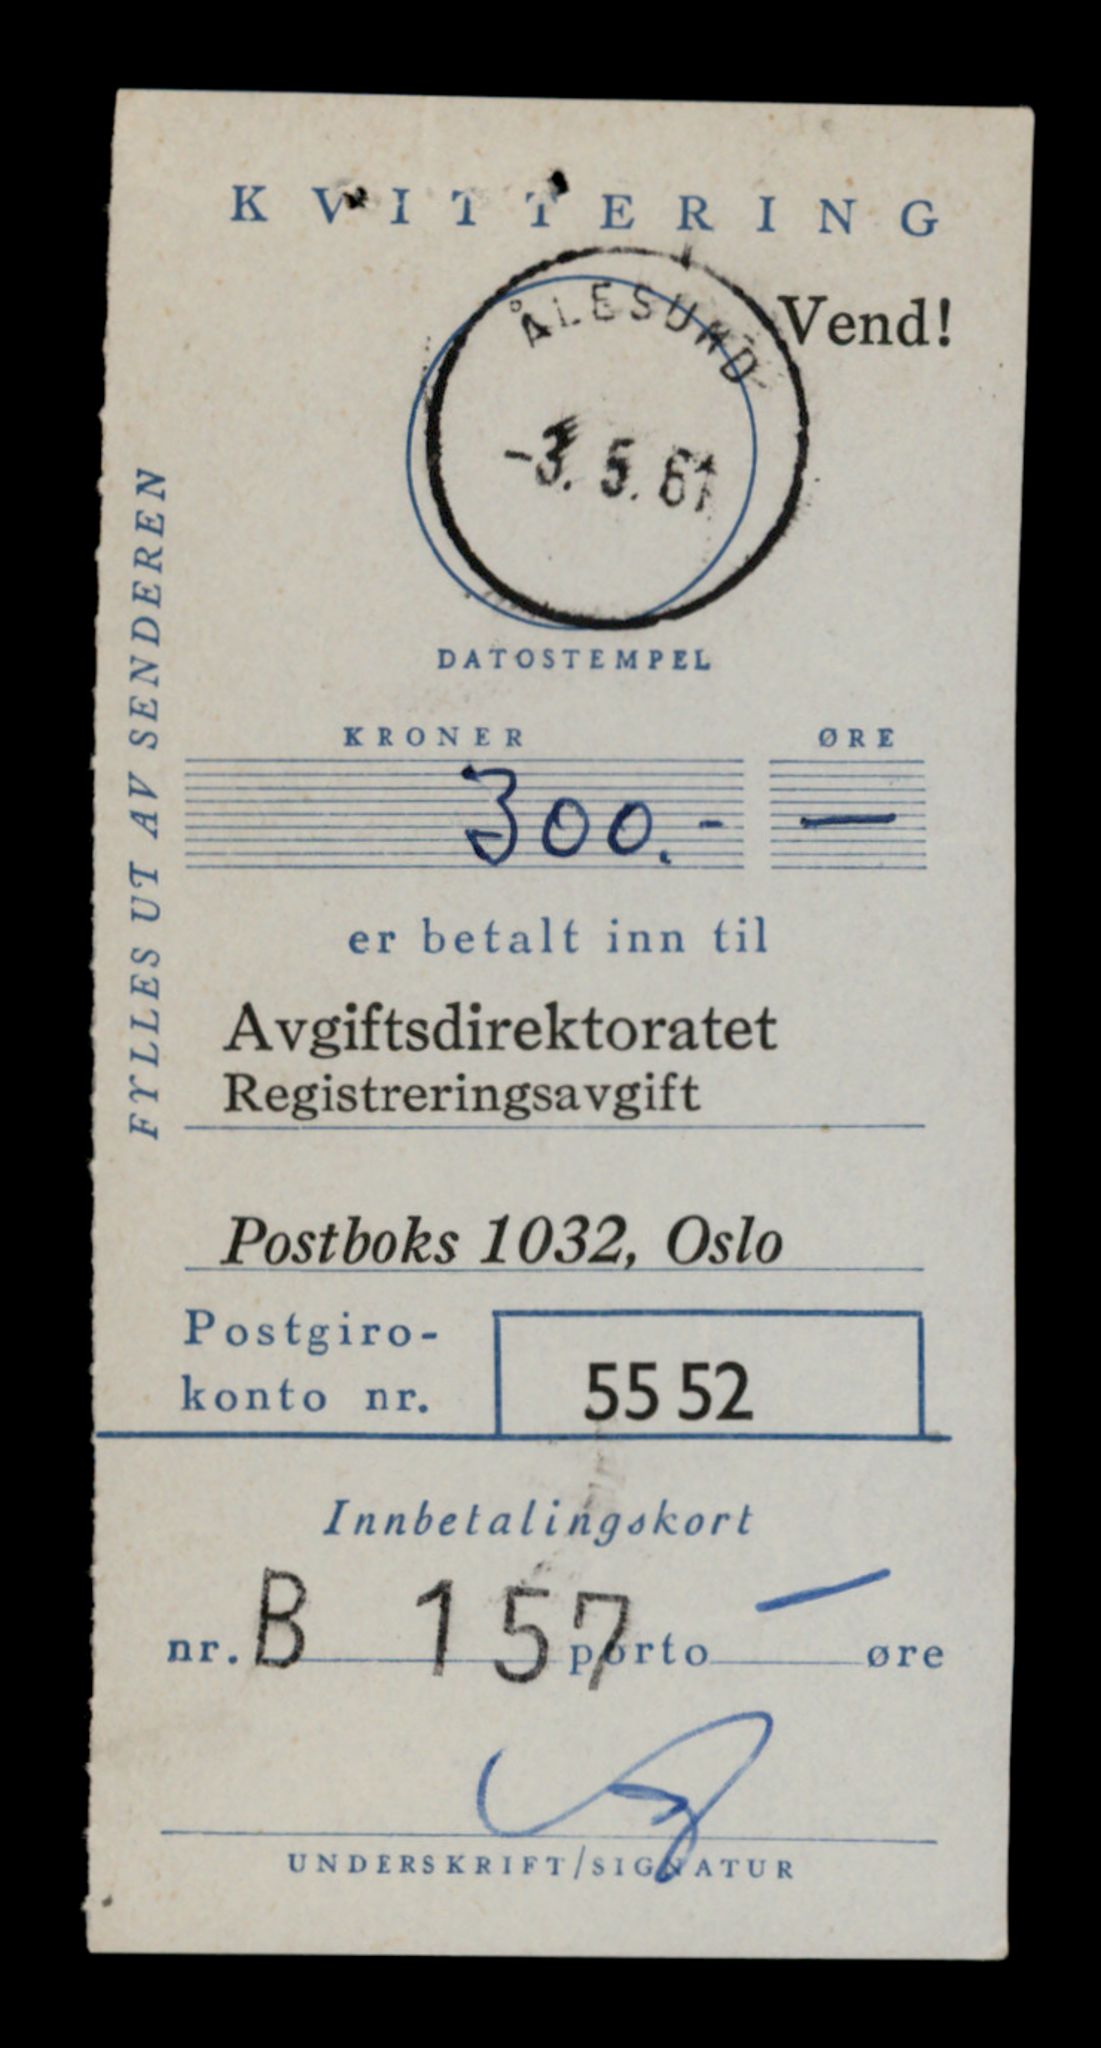 KVITTERING
Vend!
ÅLESUND
-3. 5. 61
DATOSTEMPEL
FYLLES UT AV SENDEREN
KRONER ØRE
300.- —
er betalt inn til
Avgiftsdirektoratet
Registreringsavgift
Postboks 1032, Oslo
Postgiro-
konto nr. 55 52
Innbetalingskort
nr. B 157 porto — øre
UNDERSKRIFT/SIGNATUR